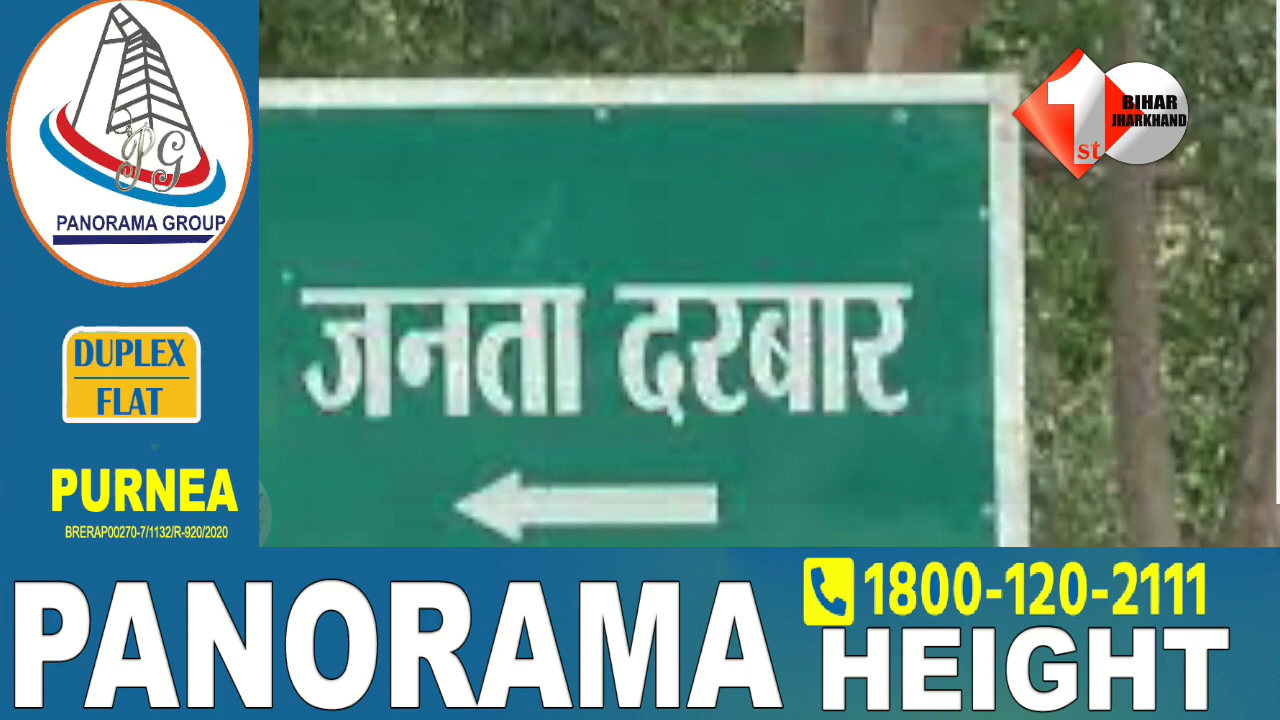 PG
PANORAMA GROUP
DUPLEX
FLAT
PURNEA
BRERAP00270-7/1132/R-920/2020
1st
BIHAR
JHARKHAND
जनता दरबार
1800-120-2111
PANORAMA HEIGHT